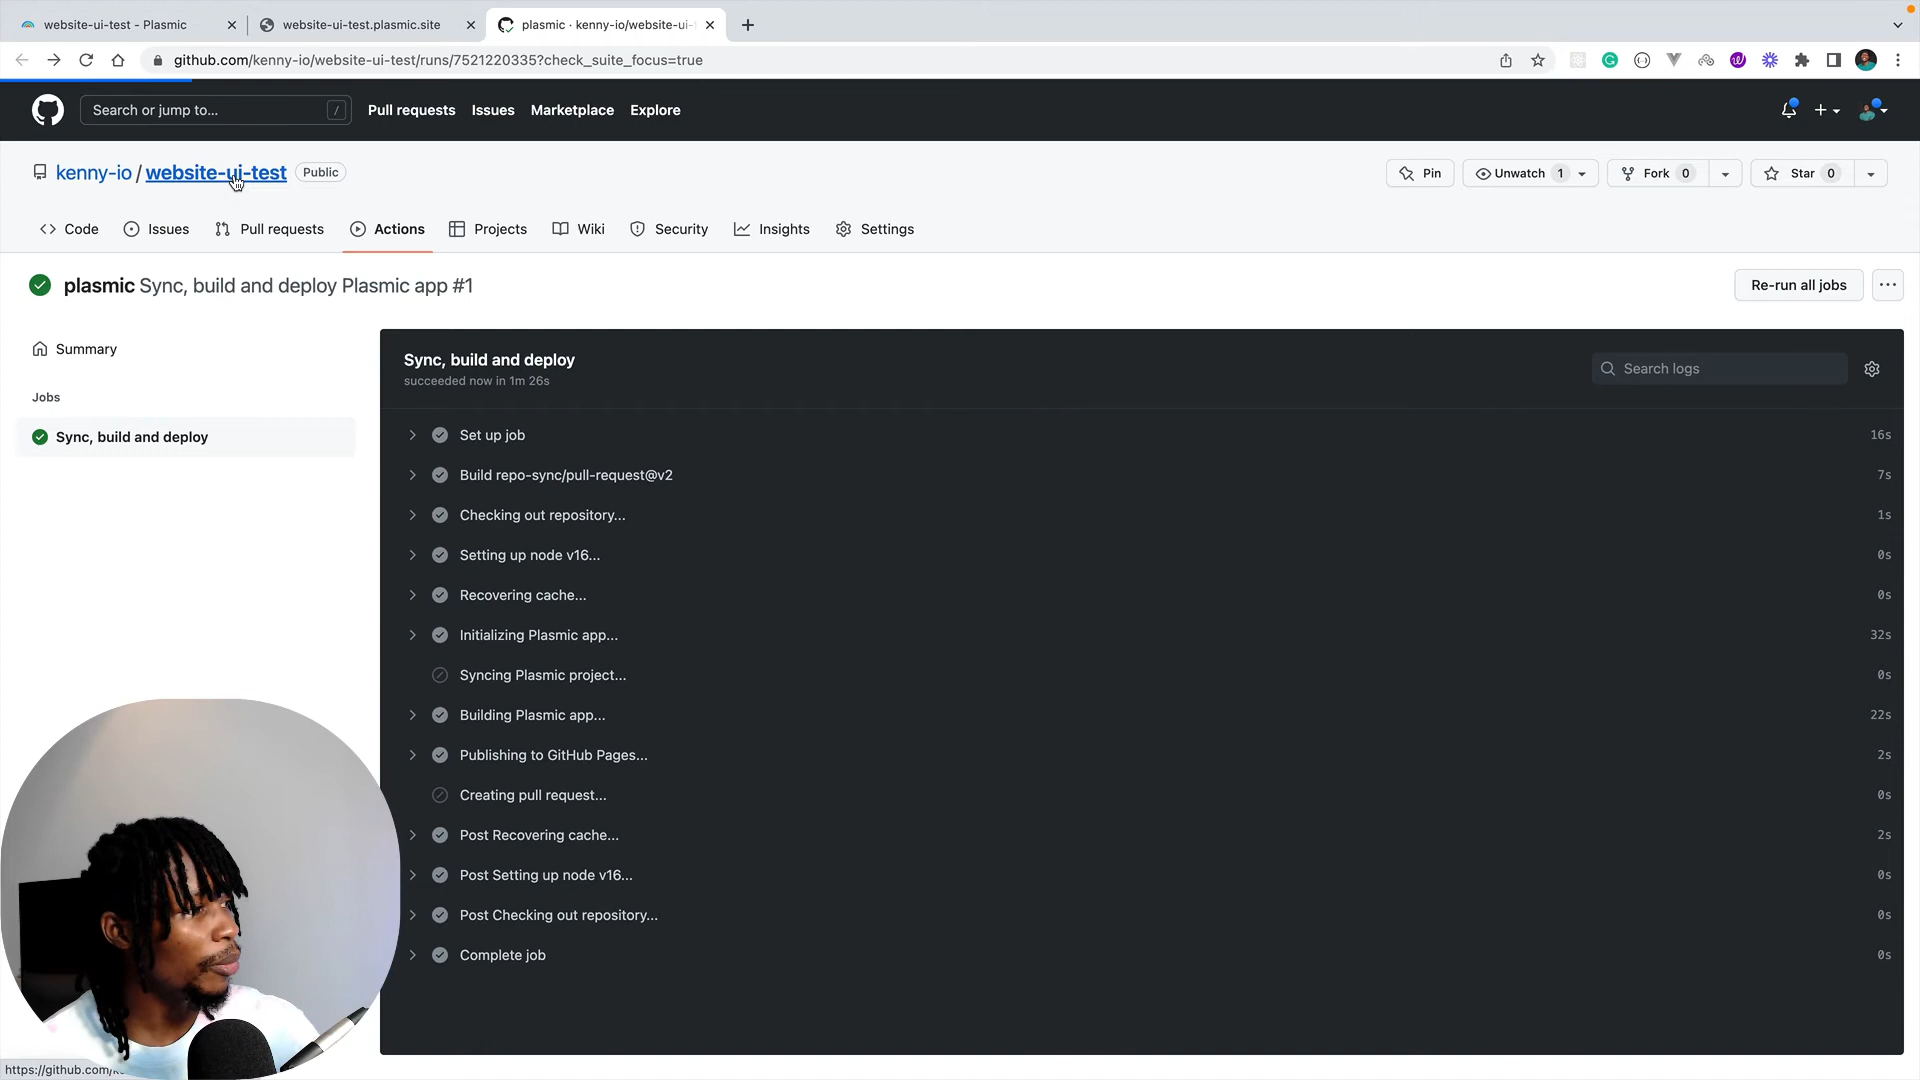 website-ui-test - Plasmic
website-ui-test.plasmic.site
plasmic · kenny-io/website-ui-
github.com/kenny-io/website-ui-test/runs/7521220335?check_suite_focus=true
Search or jump to... /
Pull requests
Issues
Marketplace
Explore
kenny-io / website-ui-test
Public
Pin
Unwatch 1
Fork 0
Star 0
Code
Issues
Pull requests
Actions
Projects
Wiki
Security
Insights
Settings
plasmic Sync, build and deploy Plasmic app #1
Re-run all jobs
Summary
Jobs
Sync, build and deploy
Sync, build and deploy
succeeded now in 1m 26s
Search logs
Set up job 16s
Build repo-sync/pull-request@v2 7s
Checking out repository... 1s
Setting up node v16... 0s
Recovering cache... 0s
Initializing Plasmic app... 32s
Syncing Plasmic project... 0s
Building Plasmic app... 22s
Publishing to GitHub Pages... 2s
Creating pull request... 0s
Post Recovering cache... 2s
Post Setting up node v16... 0s
Post Checking out repository... 0s
Complete job 0s
https://github.com/k